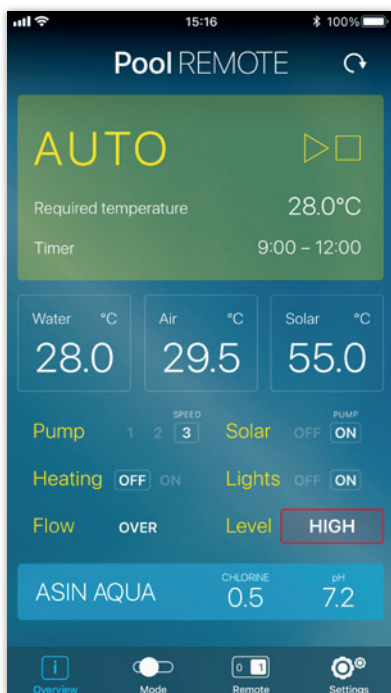 15:16 100%
Pool REMOTE
AUTO
Required temperature 28.0°C
Timer 9:00 – 12:00
Water °C Air °C Solar °C
28.0 29.5 55.0
SPEED PUMP
Pump 1 2 3 Solar OFF ON
Heating OFF ON Lights OFF ON
Flow OVER Level HIGH
CHLORINE pH
ASIN AQUA 0.5 7.2
i 0 1
Overview Mode Remote Settings